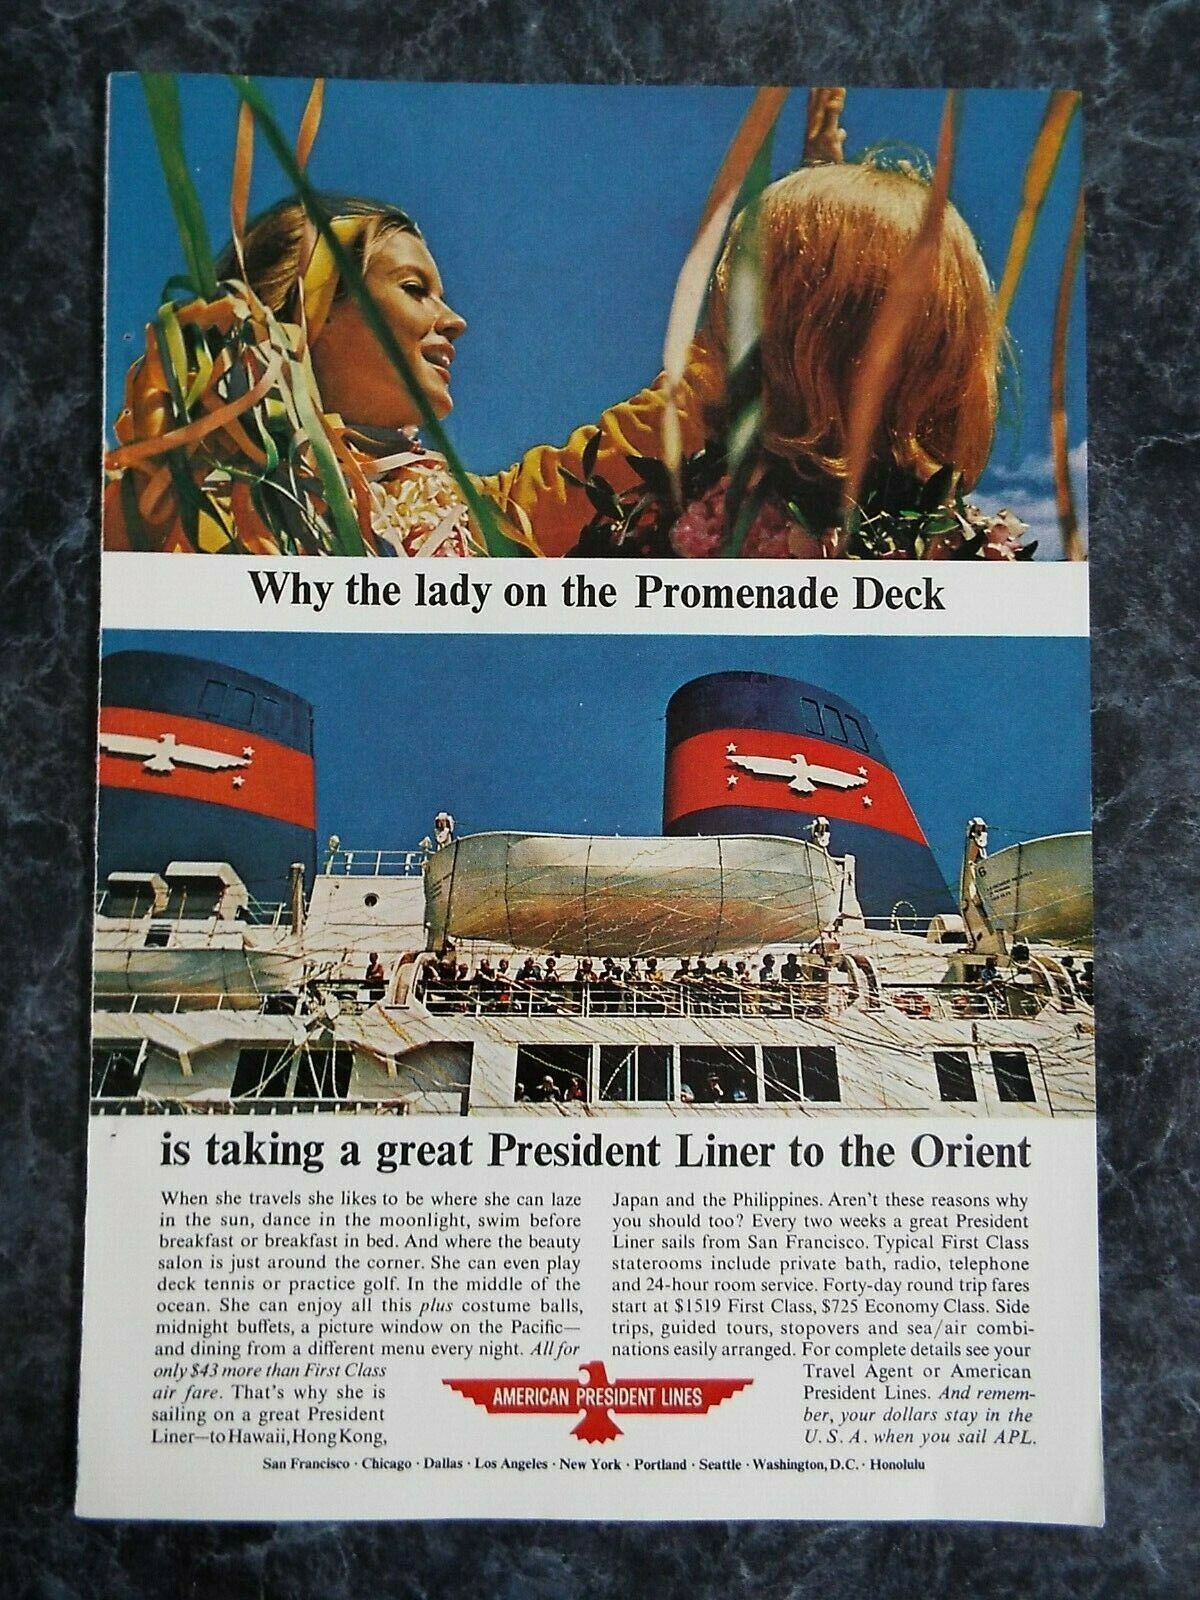 Why the lady on the Promenade Deck
6
is taking a great President Liner to the Orient
When she travels she likes to be where she can laze
in the sun, dance in the moonlight, swim before
breakfast or breakfast in bed. And where the beauty
salon is just around the corner. She can even play
deck tennis or practice golf. In the middle of the
ocean. She can enjoy all this plus costume balls,
midnight buffets, a picture window on the Pacific—
and dining from a different menu every night. All for
only $43 more than First Class
air fare. That's why she is
sailing on a great President
Liner—to Hawaii, Hong Kong,
Japan and the Philippines. Aren't these reasons why
you should too? Every two weeks a great President
Liner sails from San Francisco. Typical First Class
staterooms include private bath, radio, telephone
and 24-hour room service. Forty-day round trip fares
start at $1519 First Class, $725 Economy Class. Side
trips, guided tours, stopovers and sea/air combi-
nations easily arranged. For complete details see your
Travel Agent or American
President Lines. And remem-
ber, your dollars stay in the
U.S.A. when you sail APL.
AMERICAN PRESIDENT LINES
San Francisco · Chicago · Dallas · Los Angeles · New York · Portland · Seattle · Washington, D.C. · Honolulu